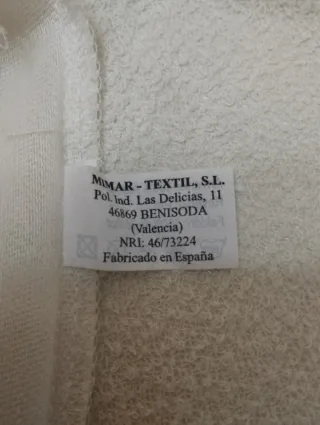 MIMAR - TEXTIL, S.L.
Pol. Ind. Las Delicias, 11
46869 BENISODA
(Valencia)
NRI: 46/73224
Fabricado en España